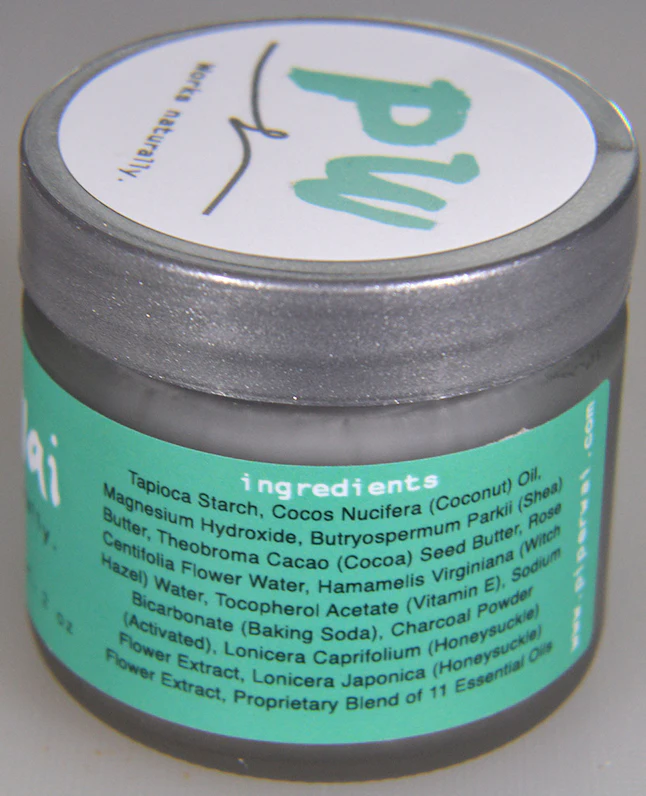 PW
Works naturally.
ingredients
Tapioca Starch, Cocos Nucifera (Coconut) Oil,
Magnesium Hydroxide, Butryospermum Parkii (Shea)
Butter, Theobroma Cacao (Cocoa) Seed Butter, Rose
Centifolia Flower Water, Hamamelis Virginiana (Witch
Hazel) Water, Tocopherol Acetate (Vitamin E), Sodium
Bicarbonate (Baking Soda), Charcoal Powder
(Activated), Lonicera Caprifolium (Honeysuckle)
Flower Extract, Lonicera Japonica (Honeysuckle)
Flower Extract, Proprietary Blend of 11 Essential Oils
www.piperwai.com
2 oz